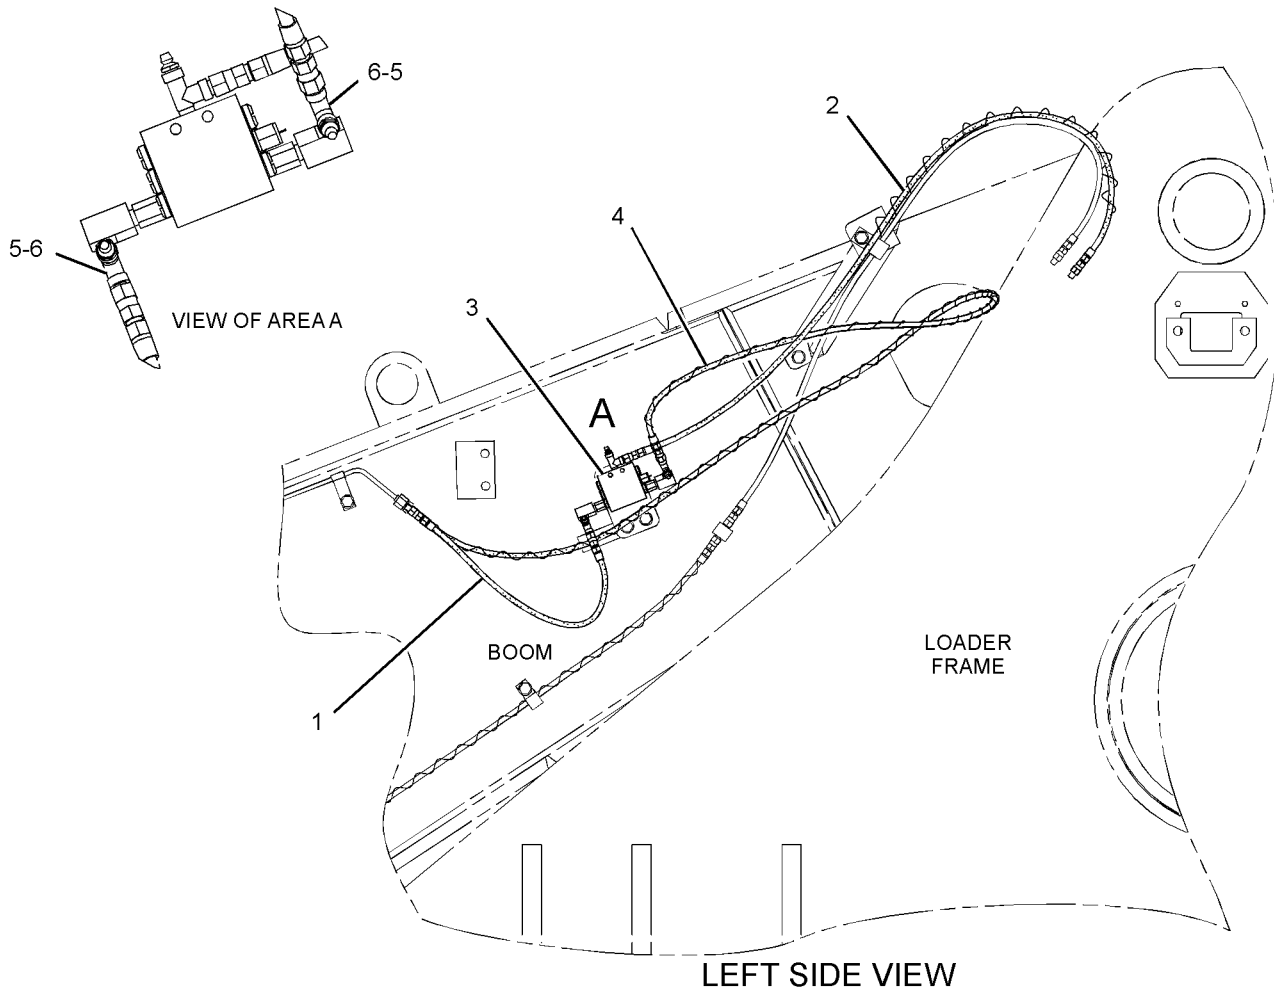 6-5
2
4
5-6
VIEW OF AREA A
3
A
BOOM
LOADER
FRAME
1
LEFT SIDE VIEW